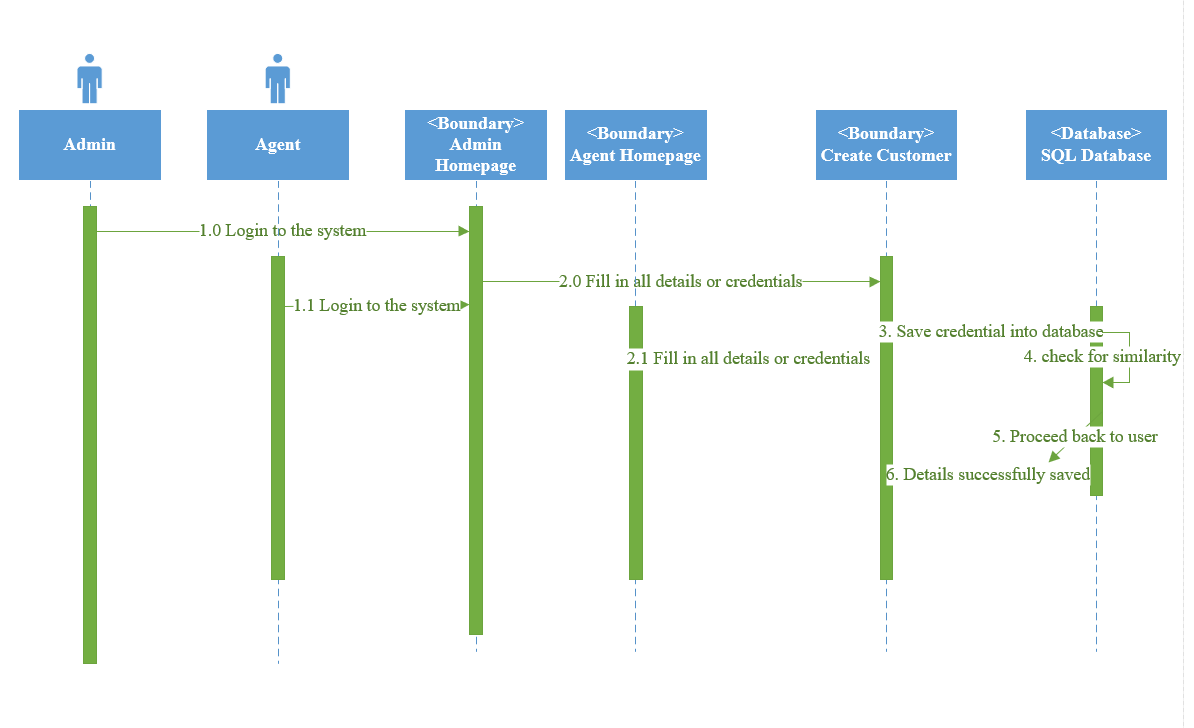 Admin
Agent
<Boundary>
Admin
Homepage
<Boundary>
Agent Homepage
<Boundary>
Create Customer
<Database>
SQL Database
1.0 Login to the system
2.0 Fill in all details or credentials
1.1 Login to the system
3. Save credential into database
2.1 Fill in all details or credentials
4. check for similarity
5. Proceed back to user
6. Details successfully saved